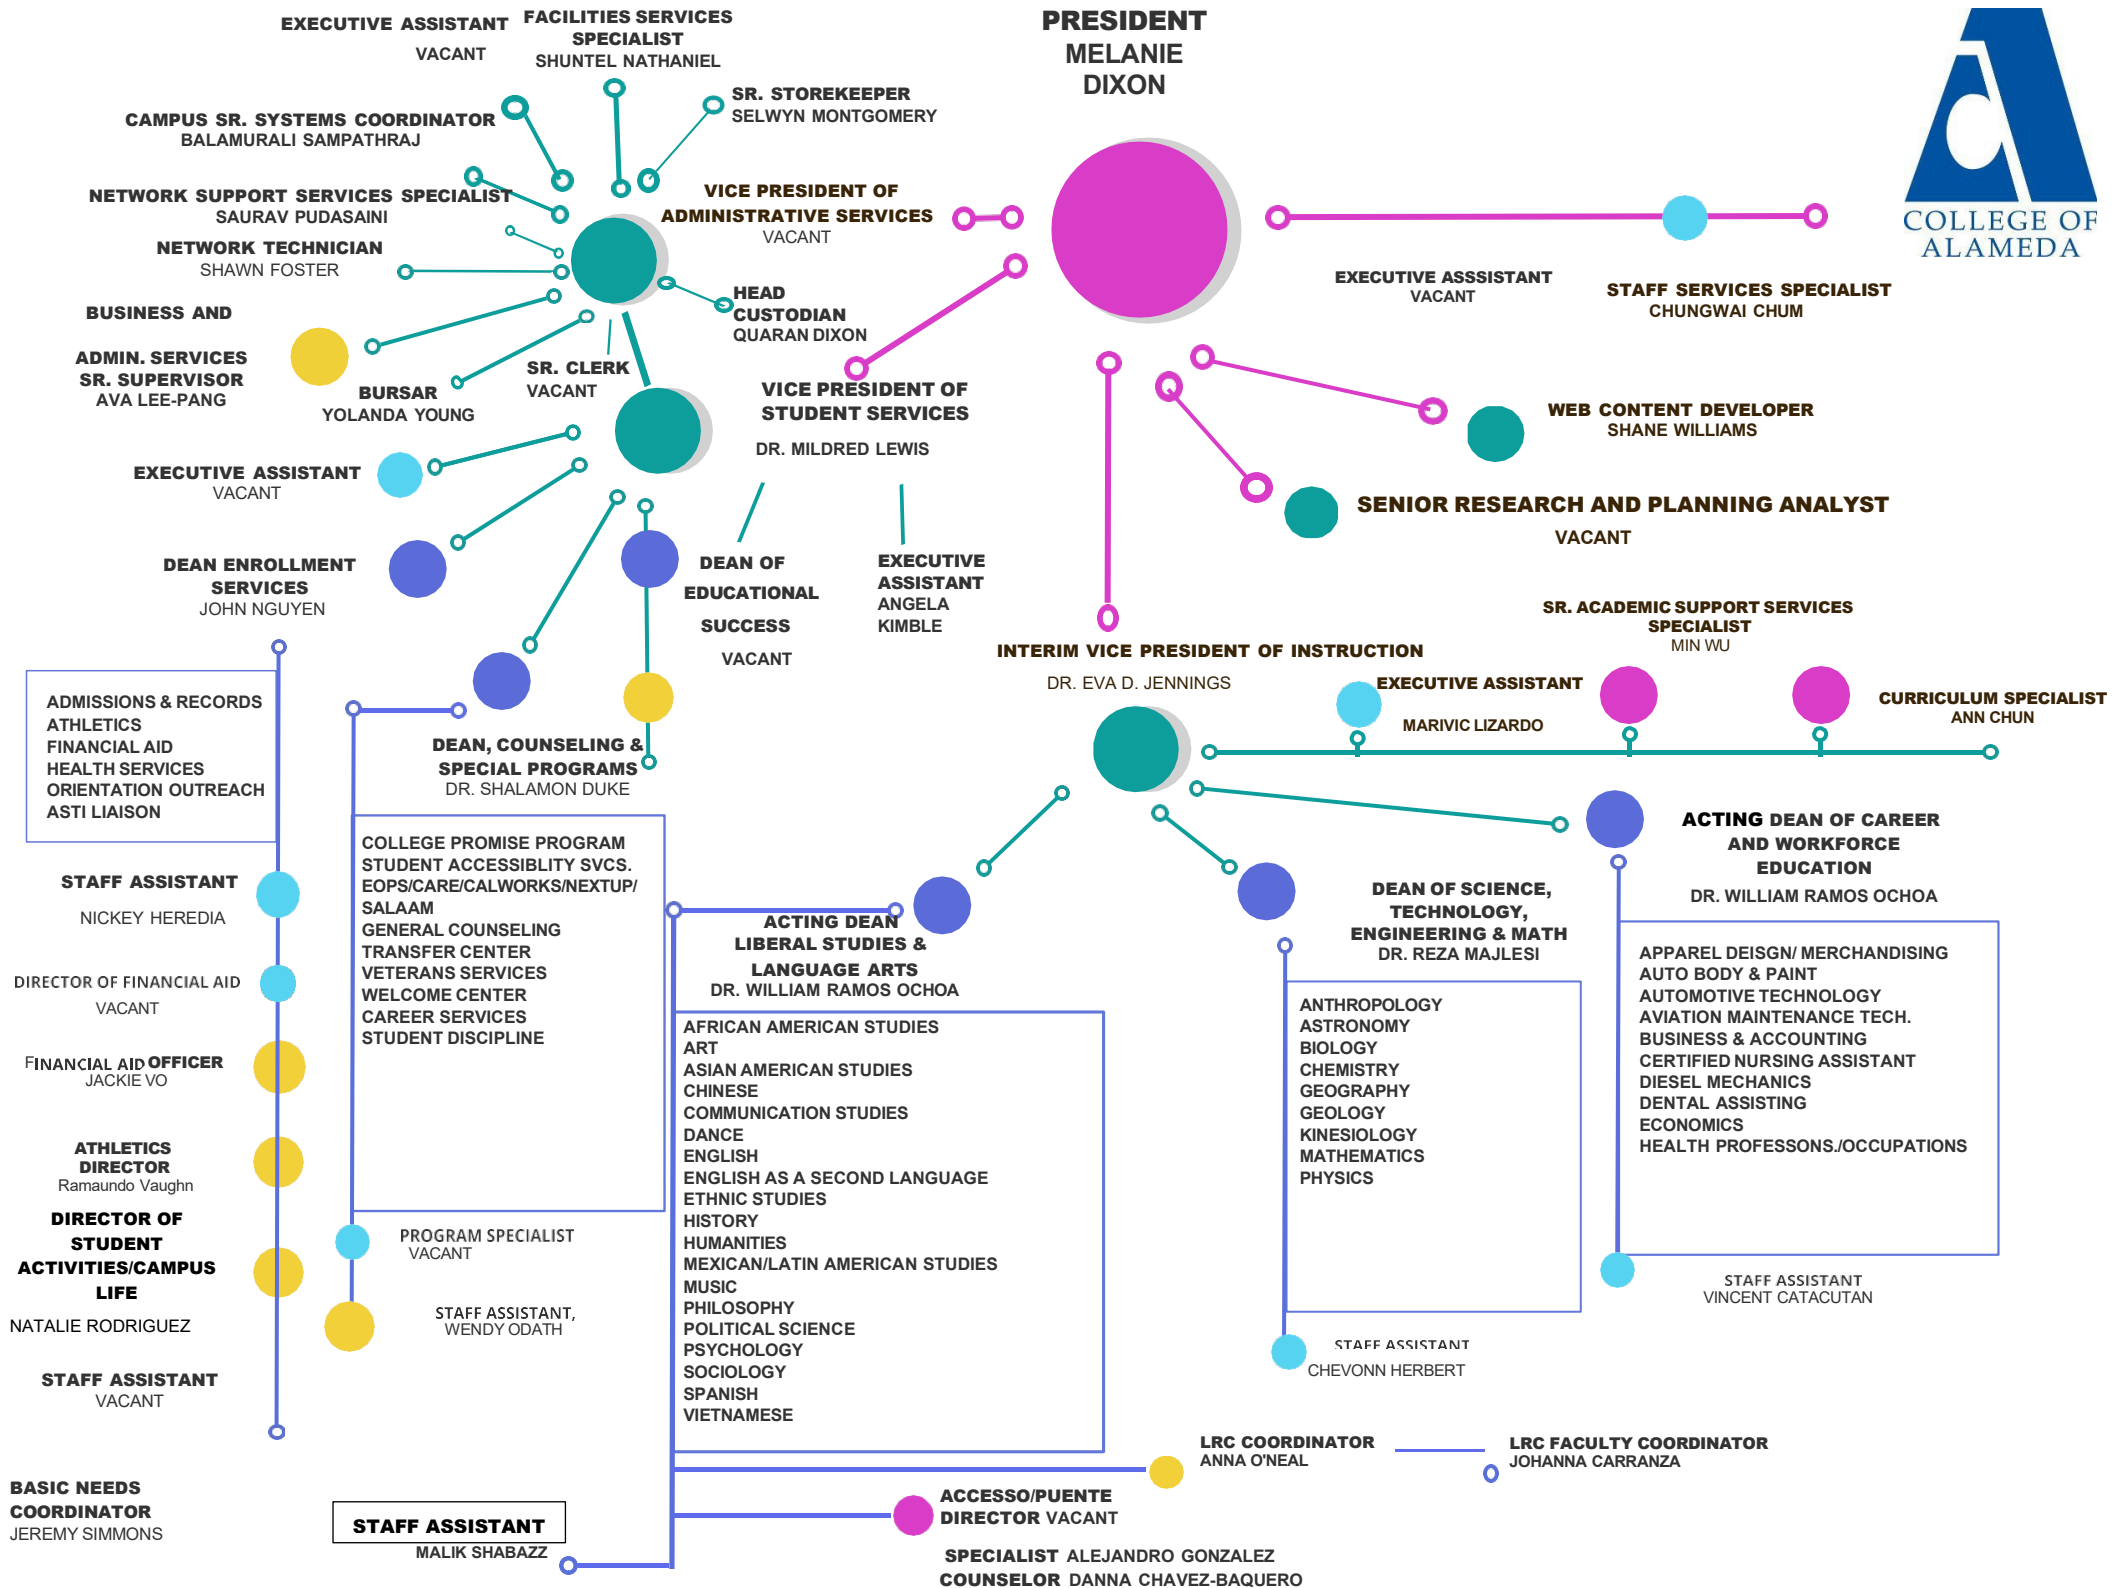 EXECUTIVE ASSISTANT
VACANT
FACILITIES SERVICES
SPECIALIST
SHUNTEL NATHANIEL
PRESIDENT
MELANIE
DIXON
SR. STOREKEEPER
SELWYN MONTGOMERY
CAMPUS SR. SYSTEMS COORDINATOR
BALAMURALI SAMPATHRAJ
NETWORK SUPPORT SERVICES SPECIALIST
SAURAV PUDASAINI
NETWORK TECHNICIAN
SHAWN FOSTER
VICE PRESIDENT OF
ADMINISTRATIVE SERVICES
VACANT
COLLEGE OF
ALAMEDA
EXECUTIVE ASSSISTANT
VACANT
STAFF SERVICES SPECIALIST
CHUNGWAI CHUM
HEAD
CUSTODIAN
QUARAN DIXON
BUSINESS AND
ADMIN. SERVICES
SR. SUPERVISOR
AVA LEE-PANG
BURSAR
YOLANDA YOUNG
SR. CLERK
VACANT
VICE PRESIDENT OF
STUDENT SERVICES
DR. MILDRED LEWIS
WEB CONTENT DEVELOPER
SHANE WILLIAMS
EXECUTIVE ASSISTANT
VACANT
SENIOR RESEARCH AND PLANNING ANALYST
VACANT
DEAN ENROLLMENT
SERVICES
JOHN NGUYEN
DEAN OF
EDUCATIONAL
SUCCESS
VACANT
EXECUTIVE
ASSISTANT
ANGELA
KIMBLE
SR. ACADEMIC SUPPORT SERVICES
SPECIALIST
MIN WU
INTERIM VICE PRESIDENT OF INSTRUCTION
DR. EVA D. JENNINGS
EXECUTIVE ASSISTANT
MARIVIC LIZARDO
CURRICULUM SPECIALIST
ANN CHUN
ADMISSIONS & RECORDS
ATHLETICS
FINANCIAL AID
HEALTH SERVICES
ORIENTATION OUTREACH
ASTI LIAISON
DEAN, COUNSELING &
SPECIAL PROGRAMS
DR. SHALAMON DUKE
COLLEGE PROMISE PROGRAM
STUDENT ACCESSIBLITY SVCS.
EOPS/CARE/CALWORKS/NEXTUP/
SALAAM
GENERAL COUNSELING
TRANSFER CENTER
VETERANS SERVICES
WELCOME CENTER
CAREER SERVICES
STUDENT DISCIPLINE
ACTING DEAN OF CAREER
AND WORKFORCE
EDUCATION
DR. WILLIAM RAMOS OCHOA
STAFF ASSISTANT
NICKEY HEREDIA
DIRECTOR OF FINANCIAL AID
VACANT
FINANCIAL AID OFFICER
JACKIE VO
ATHLETICS
DIRECTOR
Ramaundo Vaughn
DIRECTOR OF
STUDENT
ACTIVITIES/CAMPUS
LIFE
NATALIE RODRIGUEZ
STAFF ASSISTANT
VACANT
BASIC NEEDS
COORDINATOR
JEREMY SIMMONS
ACTING DEAN
LIBERAL STUDIES &
LANGUAGE ARTS
DR. WILLIAM RAMOS OCHOA
AFRICAN AMERICAN STUDIES
ART
ASIAN AMERICAN STUDIES
CHINESE
COMMUNICATION STUDIES
DANCE
ENGLISH
ENGLISH AS A SECOND LANGUAGE
ETHNIC STUDIES
HISTORY
HUMANITIES
MEXICAN/LATIN AMERICAN STUDIES
MUSIC
PHILOSOPHY
POLITICAL SCIENCE
PSYCHOLOGY
SOCIOLOGY
SPANISH
VIETNAMESE
DEAN OF SCIENCE,
TECHNOLOGY,
ENGINEERING & MATH
DR. REZA MAJLESI
ANTHROPOLOGY
ASTRONOMY
BIOLOGY
CHEMISTRY
GEOGRAPHY
GEOLOGY
KINESIOLOGY
MATHEMATICS
PHYSICS
APPAREL DEISGN/ MERCHANDISING
AUTO BODY & PAINT
AUTOMOTIVE TECHNOLOGY
AVIATION MAINTENANCE TECH.
BUSINESS & ACCOUNTING
CERTIFIED NURSING ASSISTANT
DIESEL MECHANICS
DENTAL ASSISTING
ECONOMICS
HEALTH PROFESSONS./OCCUPATIONS
PROGRAM SPECIALIST
VACANT
STAFF ASSISTANT,
WENDY ODATH
STAFF ASSISTANT
VINCENT CATACUTAN
STAFF ASSISTANT
CHEVONN HERBERT
LRC COORDINATOR
ANNA O'NEAL
LRC FACULTY COORDINATOR
JOHANNA CARRANZA
ACCESSO/PUENTE
DIRECTOR VACANT
STAFF ASSISTANT
MALIK SHABAZZ
SPECIALIST ALEJANDRO GONZALEZ
COUNSELOR DANNA CHAVEZ-BAQUERO